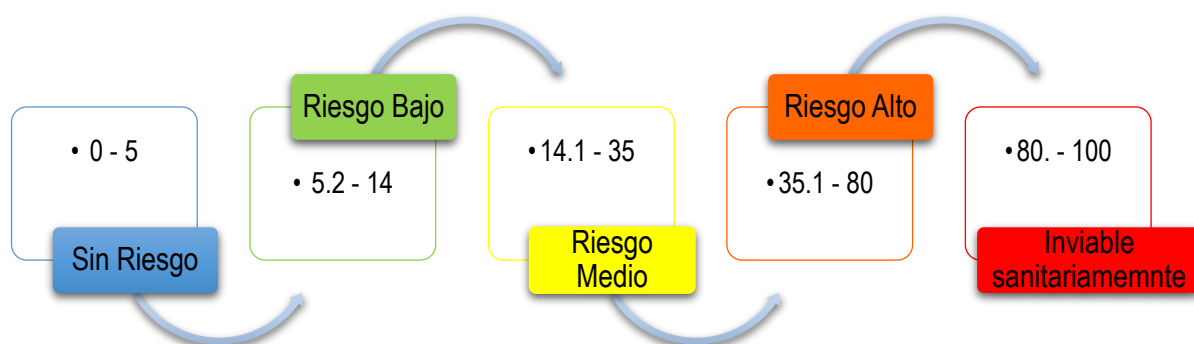 • 0 - 5
Sin Riesgo
Riesgo Bajo
• 5.2 - 14
•14.1 - 35
Riesgo
Medio
Riesgo Alto
•35.1 - 80
•80. - 100
Inviable
sanitariamemnte